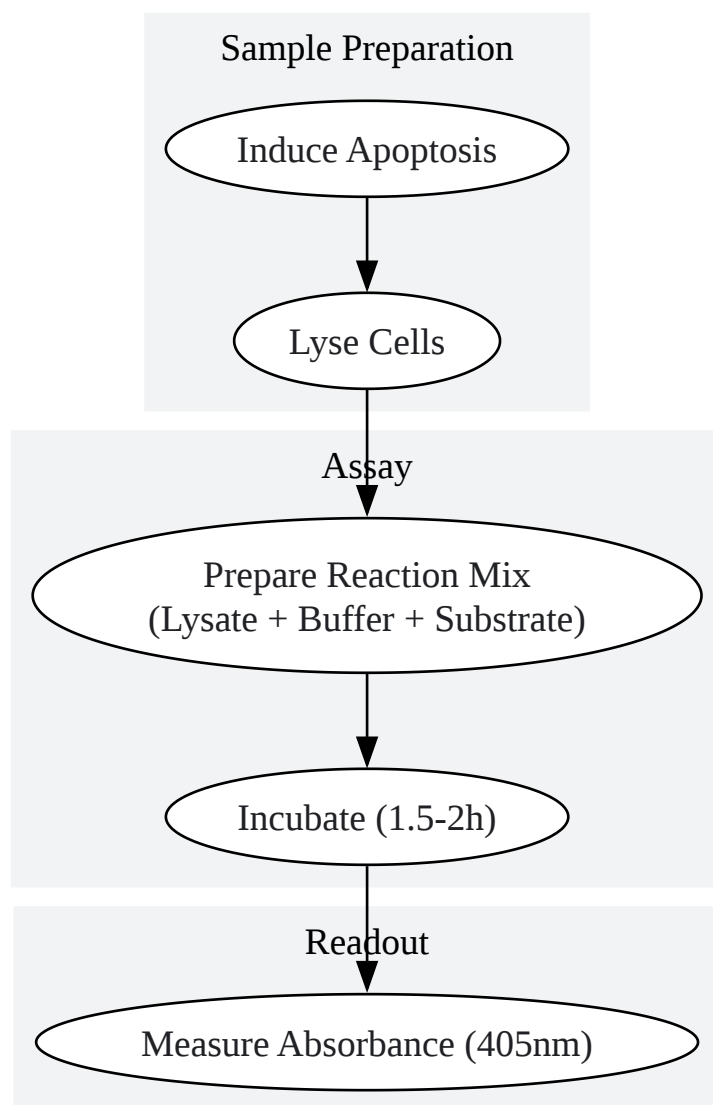 Sample Preparation
Induce Apoptosis
Lyse Cells
Assay
Prepare Reaction Mix
(Lysate + Buffer + Substrate)
Incubate (1.5-2h)
Readout
Measure Absorbance (405nm)